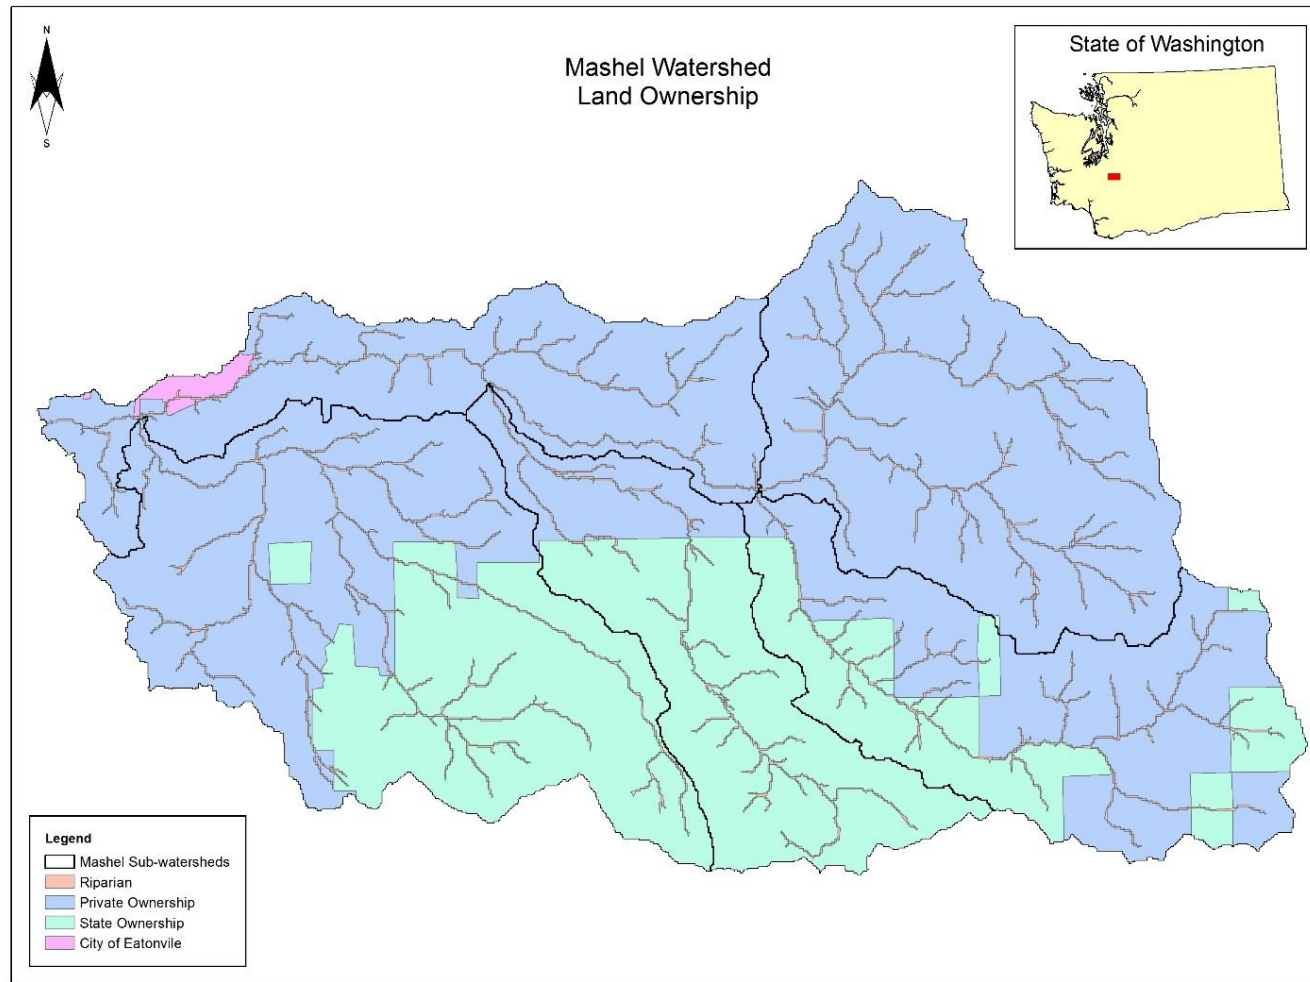 N
S
Mashel Watershed
Land Ownership
State of Washington
Legend
Mashel Sub-watersheds
Riparian
Private Ownership
State Ownership
City of Eatonvile